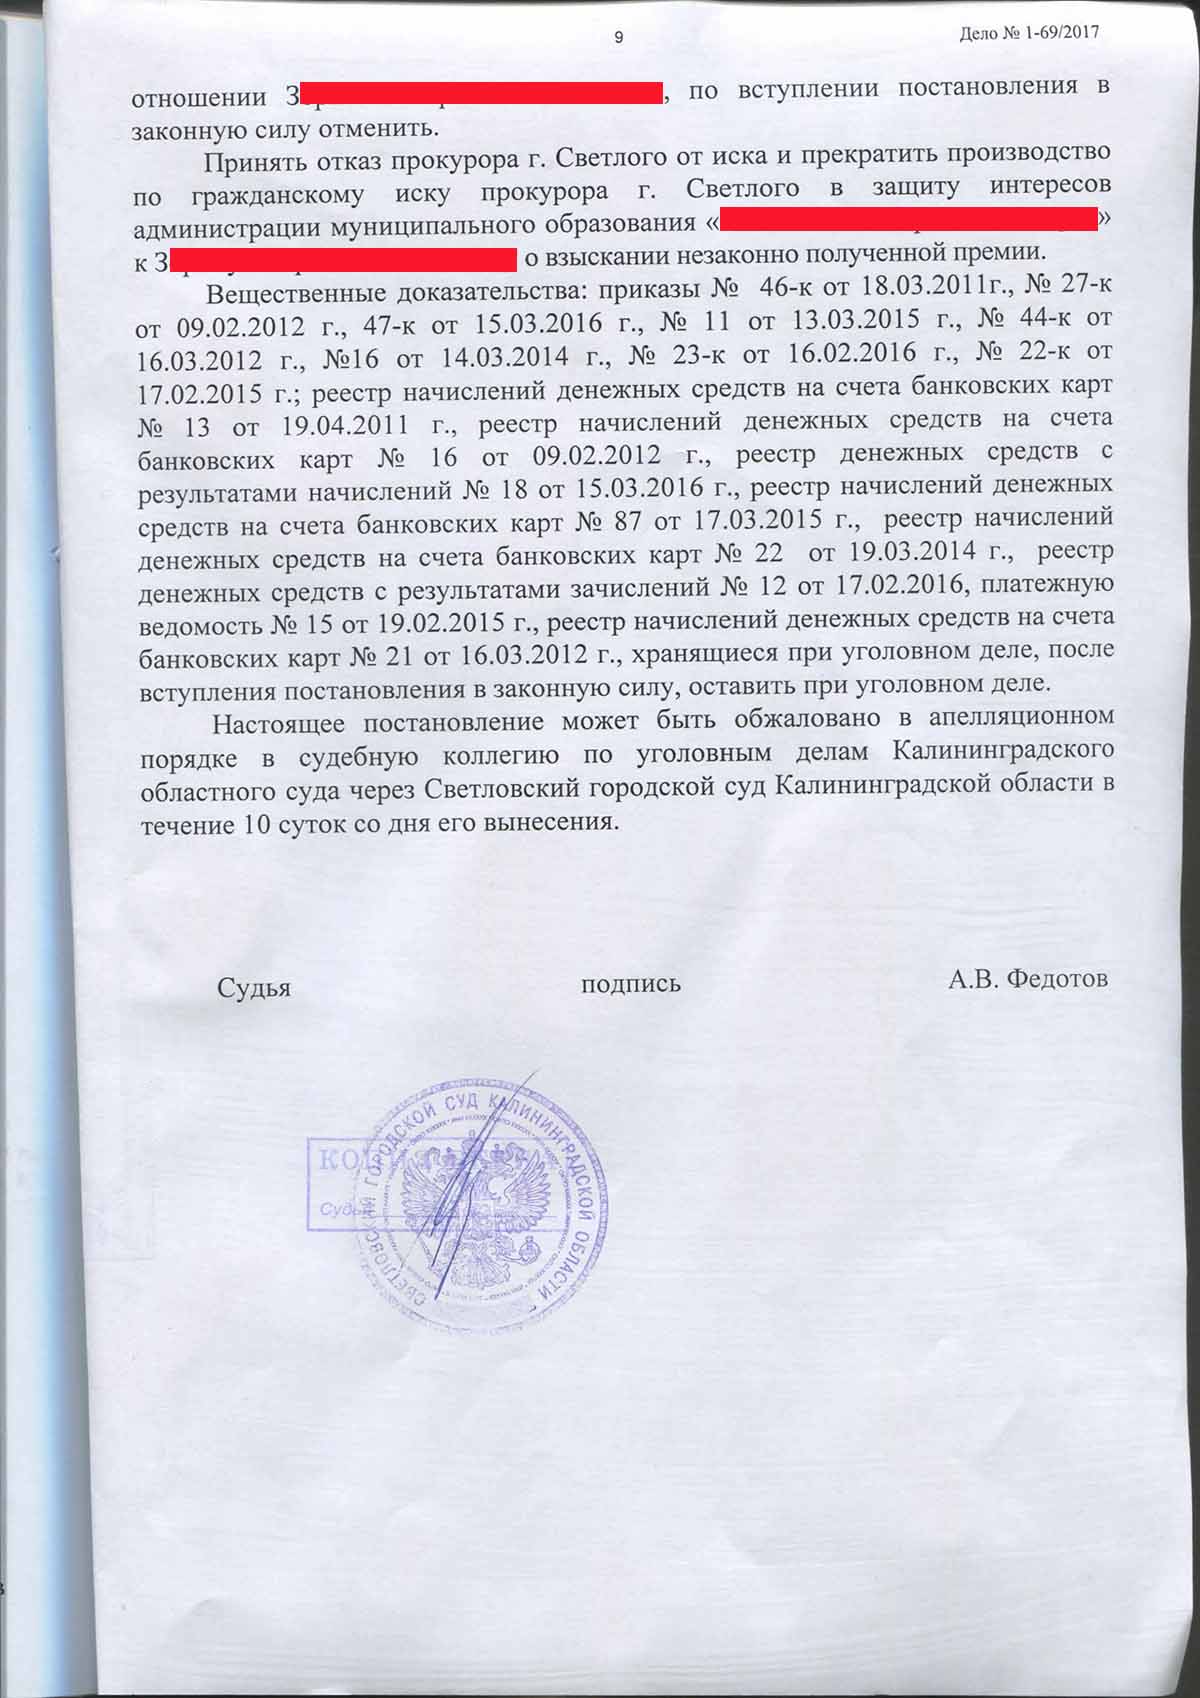 9
Дело № 1-69/2017
отношении З , по вступлении постановления в
законную силу отменить.
Принять отказ прокурора г. Светлого от иска и прекратить производство
по гражданскому иску прокурора г. Светлого в защиту интересов
администрации муниципального образования « »
к З о взыскании незаконно полученной премии.
Вещественные доказательства: приказы № 46-к от 18.03.2011г., № 27-к
от 09.02.2012 г., 47-к от 15.03.2016 г., № 11 от 13.03.2015 г., № 44-к от
16.03.2012 г., №16 от 14.03.2014 г., № 23-к от 16.02.2016 г., № 22-к от
17.02.2015 г.; реестр начислений денежных средств на счета банковских карт
№ 13 от 19.04.2011 г., реестр начислений денежных средств на счета
банковских карт № 16 от 09.02.2012 г., реестр денежных средств с
результатами начислений № 18 от 15.03.2016 г., реестр начислений денежных
средств на счета банковских карт № 87 от 17.03.2015 г., реестр начислений
денежных средств на счета банковских карт № 22 от 19.03.2014 г., реестр
денежных средств с результатами зачислений № 12 от 17.02.2016, платежную
ведомость № 15 от 19.02.2015 г., реестр начислений денежных средств на счета
банковских карт № 21 от 16.03.2012 г., хранящиеся при уголовном деле, после
вступления постановления в законную силу, оставить при уголовном деле.
Настоящее постановление может быть обжаловано в апелляционном
порядке в судебную коллегию по уголовным делам Калининградского
областного суда через Светловский городской суд Калининградской области в
течение 10 суток со дня его вынесения.
Судья подпись А.В. Федотов
СВЕТЛОВСКИЙ ГОРОДСКОЙ СУД КАЛИНИНГРАДСКОЙ ОБЛАСТИ
Судья